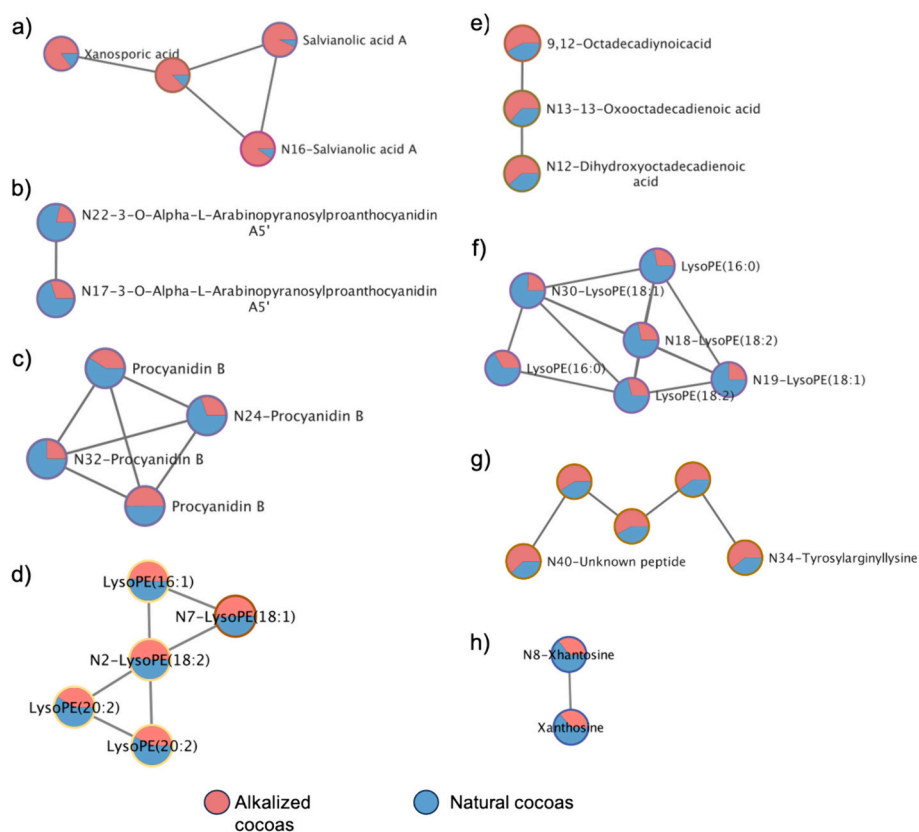 a)
Xanosporic acid
Salvianolic acid A
N16-Salvianolic acid A
b)
N22-3-O-Alpha-L-Arabinopyranosylproanthocyanidin
A5'
N17-3-O-Alpha-L-Arabinopyranosylproanthocyanidin
A5'
c)
Procyanidin B
N24-Procyanidin B
N32-Procyanidin B
Procyanidin B
d)
LysoPE(16:1)
N7-LysoPE(18:1)
N2-LysoPE(18:2)
LysoPE(20:2)
LysoPE(20:2)
e)
9,12-Octadecadiynoicacid
N13-13-Oxooctadecadienoic acid
N12-Dihydroxyoctadecadienoic
acid
f)
LysoPE(16:0)
N30-LysoPE(18:1)
N18-LysoPE(18:2)
LysoPE(16:0)
N19-LysoPE(18:1)
LysoPE(18:2)
g)
N40-Unknown peptide
N34-Tyrosylarginyllysine
h)
N8-Xhantosine
Xanthosine
Alkalized
cocoas
Natural cocoas